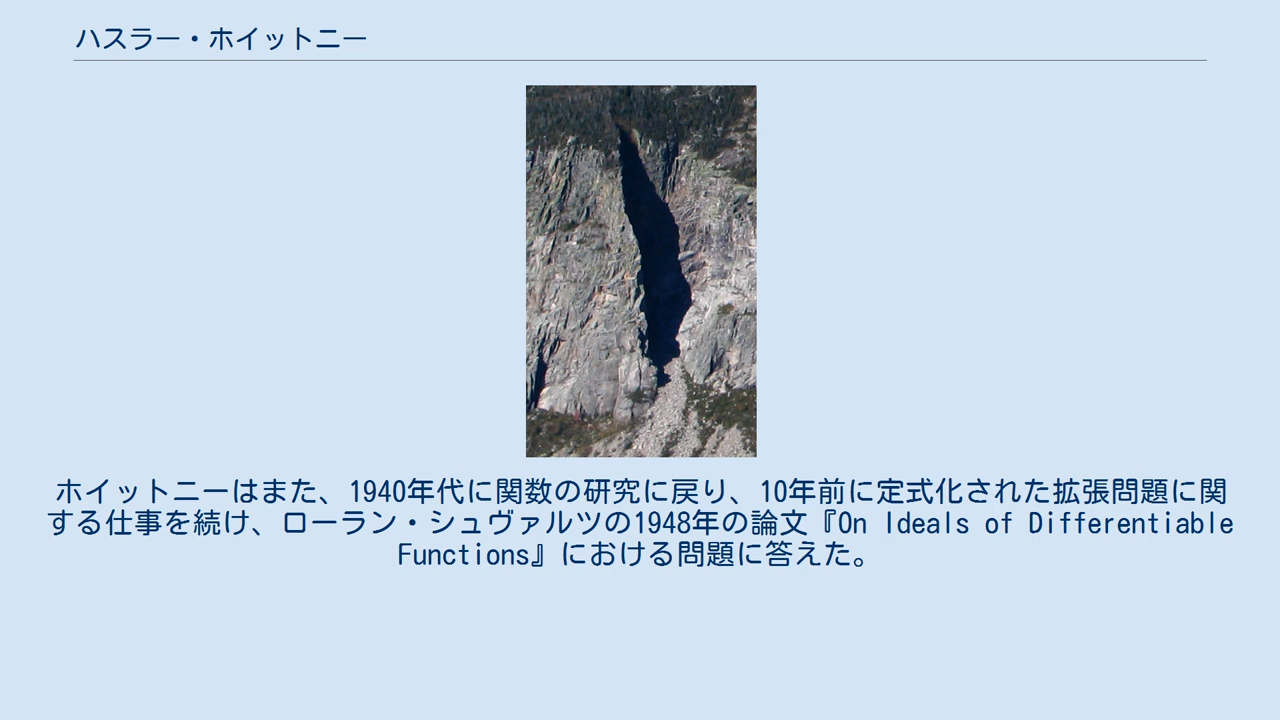 ハスラー・ホイットニー
ホイットニーはまた、1940年代に関数の研究に戻り、10年前に定式化された拡張問題に関
する仕事を続け、ローラン・シュヴァルツの1948年の論文『On Ideals of Differentiable
Functions』における問題に答えた。